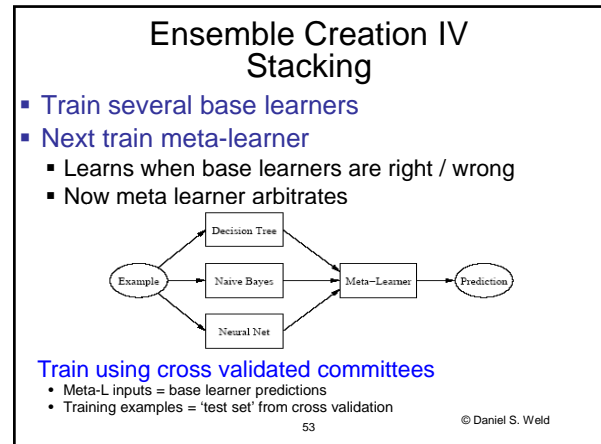 Ensemble Creation IV
Stacking
▪ Train several base learners
▪ Next train meta-learner
▪ Learns when base learners are right / wrong
▪ Now meta learner arbitrates
Decision Tree
Example
Naive Bayes
Meta−Learner
Prediction
Neural Net
Train using cross validated committees
• Meta-L inputs = base learner predictions
• Training examples = ‘test set’ from cross validation
53
© Daniel S. Weld